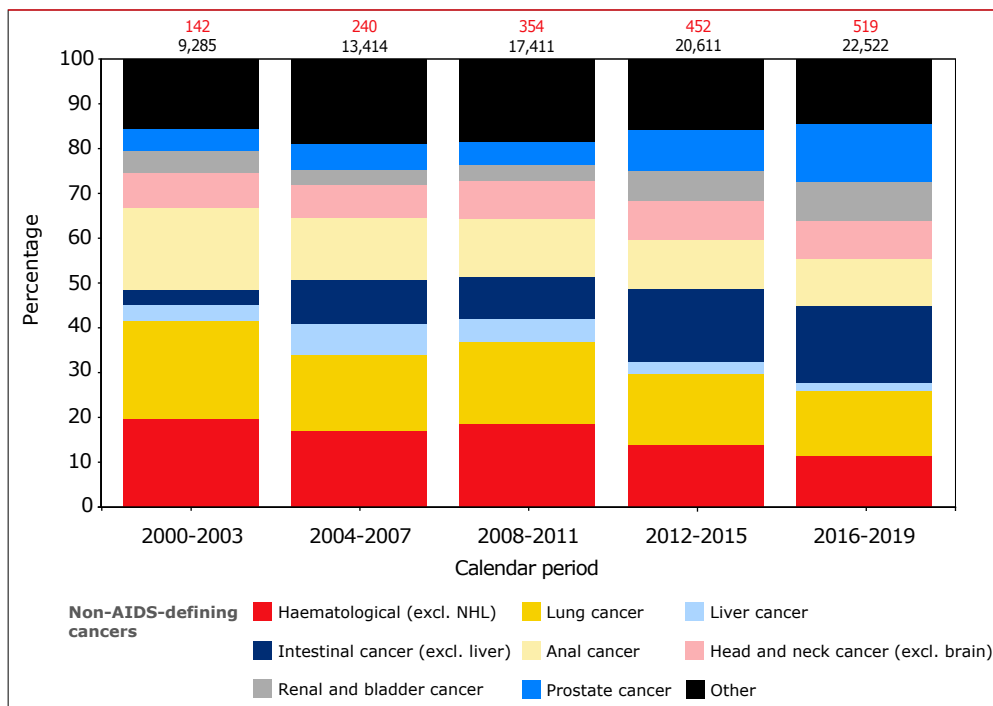 142 240 354 452 519
9,285 13,414 17,411 20,611 22,522
100
90
80
70
60
50
40
30
20
10
0
Percentage
2000-2003 2004-2007 2008-2011 2012-2015 2016-2019
Calendar period
Non-AIDS-defining
cancers
Haematological (excl. NHL) Lung cancer Liver cancer
Intestinal cancer (excl. liver) Anal cancer Head and neck cancer (excl. brain)
Renal and bladder cancer Prostate cancer Other